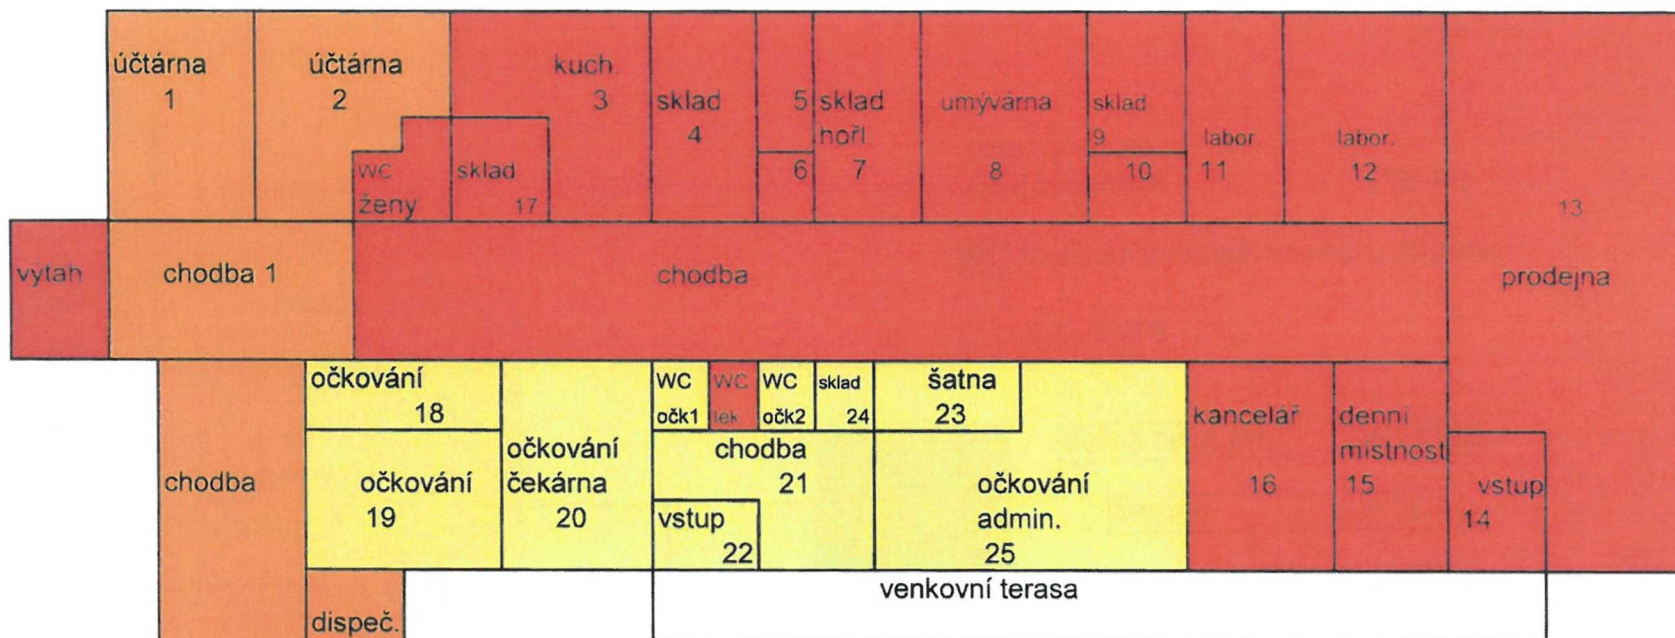 účtárna
1
účtárna
2
kuch.
3
sklad
4
5
6
sklad
hořl.
7
umývárna
8
sklad
9
10
labor.
11
labor.
12
13
prodejna
WC
ženy
sklad
17
výtah
chodba 1
chodba
chodba
očkování
18
očkování
19
očkování
čekárna
20
WC
očk1
WC
lek.
WC
očk2
sklad
24
šatna
23
chodba
21
vstup
22
očkování
admin.
25
kancelář
16
denní
místnost
15
vstup
14
venkovní terasa
dispeč.